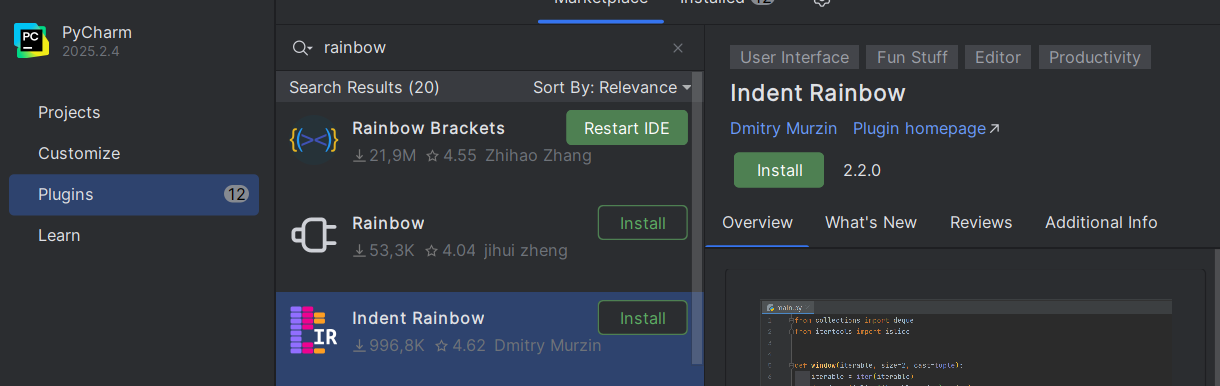 Marketplace Installed 12
PC
PyCharm
2025.2.4
Projects
Customize
Plugins 12
Learn
rainbow
Search Results (20) Sort By: Relevance
Rainbow Brackets Restart IDE
21,9M 4.55 Zhihao Zhang
Rainbow Install
53,3K 4.04 jihui zheng
IR
Indent Rainbow Install
996,8K 4.62 Dmitry Murzin
User Interface Fun Stuff Editor Productivity
Indent Rainbow
Dmitry Murzin Plugin homepage
Install 2.2.0
Overview What's New Reviews Additional Info
main.py
from collections import deque
from itertools import islice
def window(iterable, size=2, cast=tuple):
iterable = iter(iterable)